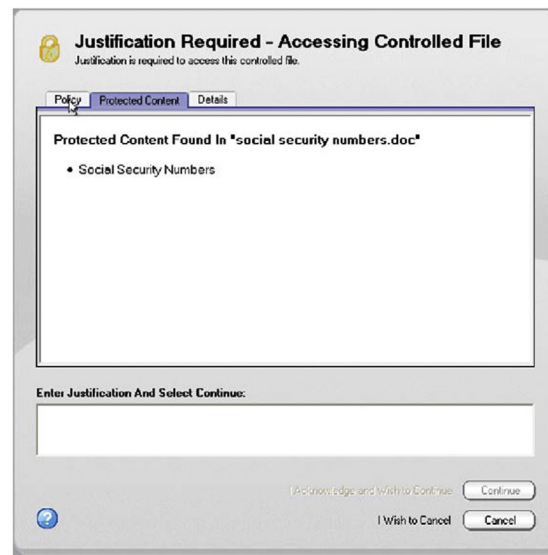 Justification Required - Accessing Controlled File
Justification is required to access this controlled file.
Policy Protected Content Details
Protected Content Found In "social security numbers.doc"
• Social Security Numbers
Enter Justification And Select Continue:
I Acknowledge and Wish to Continue Continue
? I Wish to Cancel Cancel